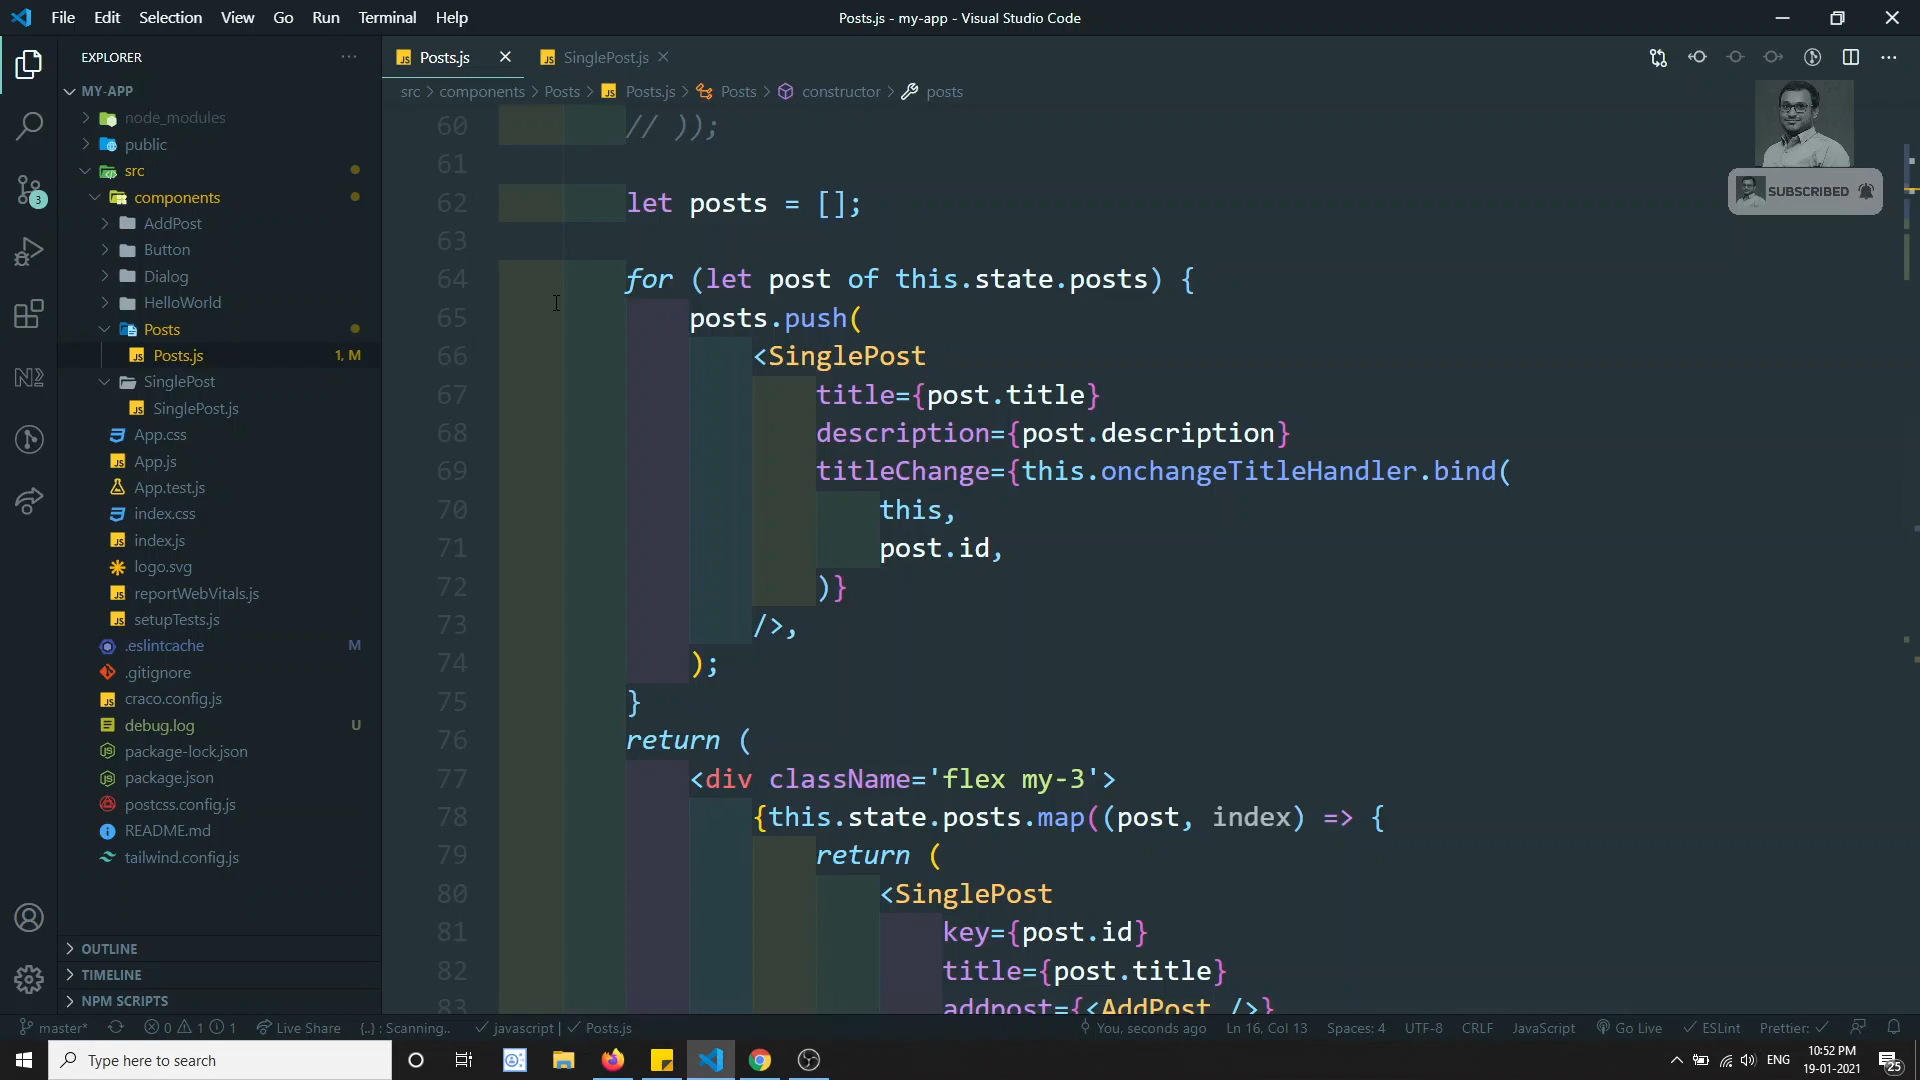 File Edit Selection View Go Run Terminal Help
Posts.js - my-app - Visual Studio Code
EXPLORER
Posts.js
SinglePost.js
MY-APP
src > components > Posts > Posts.js > Posts > constructor > posts
node_modules
public
src
components
AddPost
Button
Dialog
HelloWorld
Posts
Posts.js 1, M
SinglePost
SinglePost.js
App.css
App.js
App.test.js
index.css
index.js
logo.svg
reportWebVitals.js
setupTests.js
.eslintcache M
.gitignore
craco.config.js
debug.log U
package-lock.json
package.json
postcss.config.js
README.md
tailwind.config.js
OUTLINE
TIMELINE
NPM SCRIPTS
3
60 // ));
61
62 let posts = [];
63
64 for (let post of this.state.posts) {
65 posts.push(
66 <SinglePost
67 title={post.title}
68 description={post.description}
69 titleChange={this.onchangeTitleHandler.bind(
70 this,
71 post.id,
72 )}
73 />,
74 );
75 }
76 return (
77 <div className='flex my-3'>
78 {this.state.posts.map((post, index) => {
79 return (
80 <SinglePost
81 key={post.id}
82 title={post.title}
83 addpost={<AddPost />}
SUBSCRIBED
master* 0 1 1 Live Share {..} : Scanning.. javascript | Posts.js You, seconds ago Ln 16, Col 13 Spaces: 4 UTF-8 CRLF JavaScript Go Live ESLint Prettier:
Type here to search
ENG
10:52 PM
19-01-2021
25